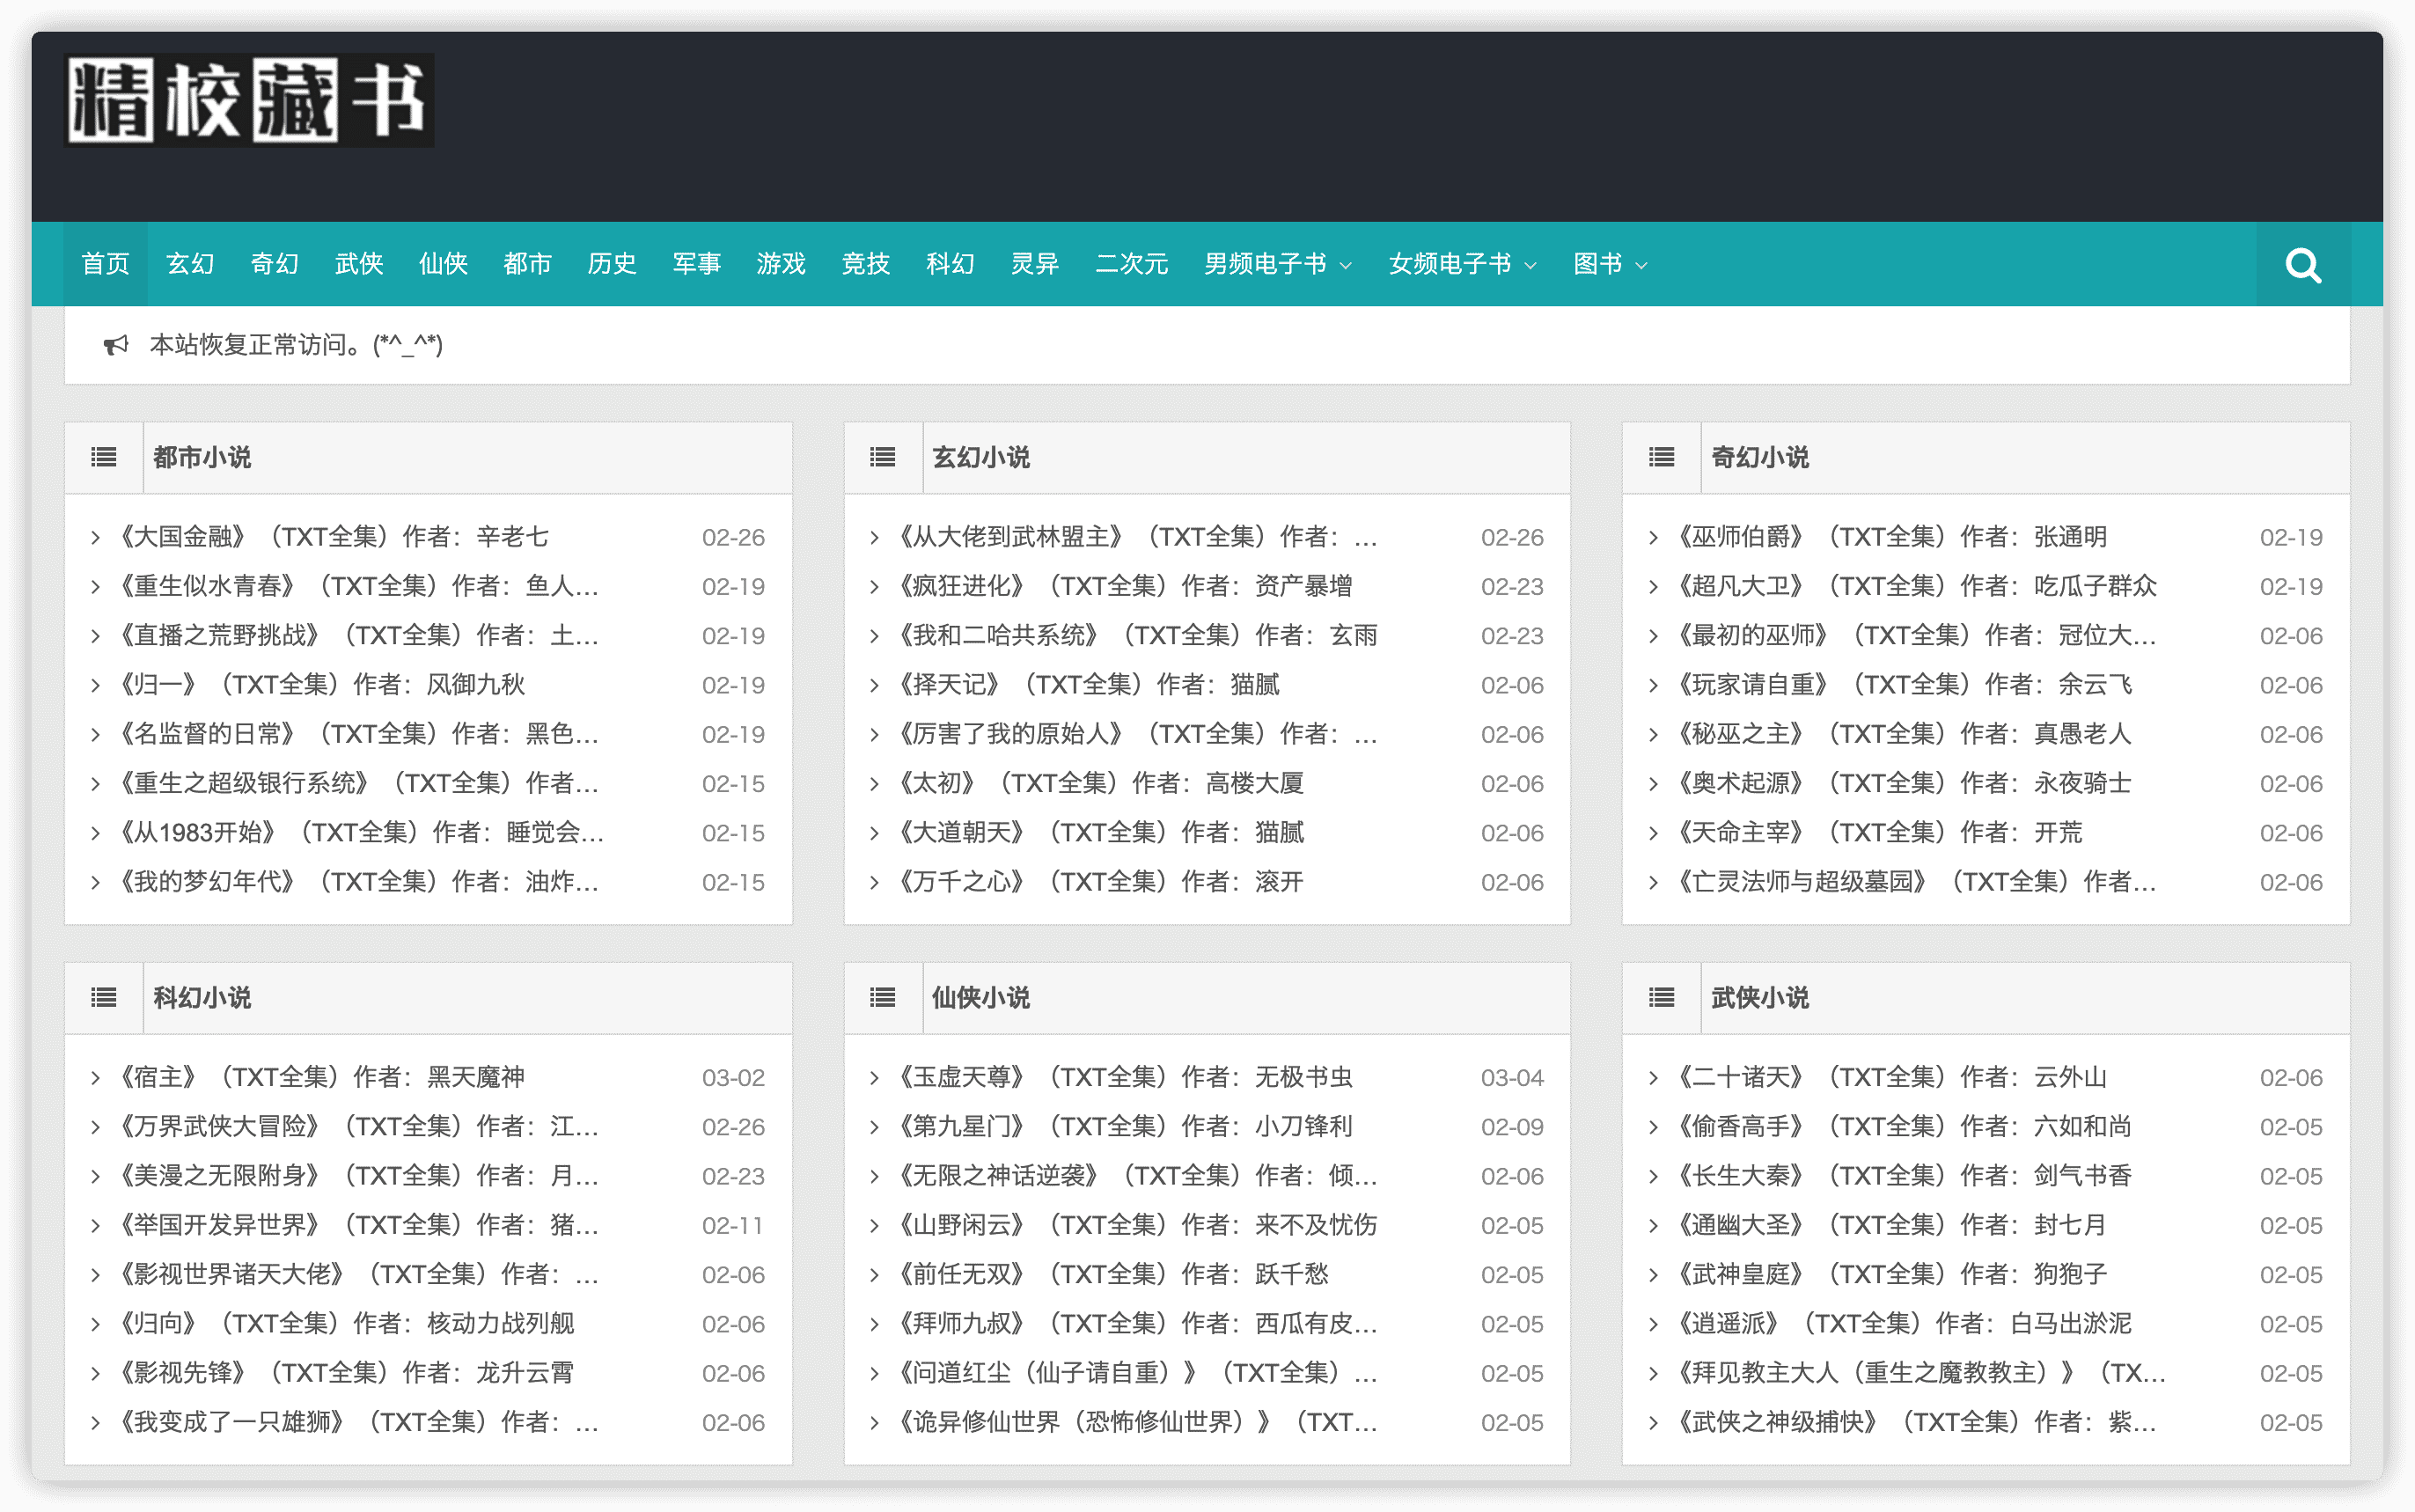 精校藏书
首页 玄幻 奇幻 武侠 仙侠 都市 历史 军事 游戏 竞技 科幻 灵异 二次元 男频电子书 女频电子书 图书
本站恢复正常访问。(*^_^*)
都市小说
《大国金融》（TXT全集）作者：辛老七 02-26
《重生似水青春》（TXT全集）作者：鱼人… 02-19
《直播之荒野挑战》（TXT全集）作者：土… 02-19
《归一》（TXT全集）作者：风御九秋 02-19
《名监督的日常》（TXT全集）作者：黑色… 02-19
《重生之超级银行系统》（TXT全集）作者… 02-15
《从1983开始》（TXT全集）作者：睡觉会… 02-15
《我的梦幻年代》（TXT全集）作者：油炸… 02-15
玄幻小说
《从大佬到武林盟主》（TXT全集）作者：… 02-26
《疯狂进化》（TXT全集）作者：资产暴增 02-23
《我和二哈共系统》（TXT全集）作者：玄雨 02-23
《择天记》（TXT全集）作者：猫腻 02-06
《厉害了我的原始人》（TXT全集）作者：… 02-06
《太初》（TXT全集）作者：高楼大厦 02-06
《大道朝天》（TXT全集）作者：猫腻 02-06
《万千之心》（TXT全集）作者：滚开 02-06
奇幻小说
《巫师伯爵》（TXT全集）作者：张通明 02-19
《超凡大卫》（TXT全集）作者：吃瓜子群众 02-19
《最初的巫师》（TXT全集）作者：冠位大… 02-06
《玩家请自重》（TXT全集）作者：余云飞 02-06
《秘巫之主》（TXT全集）作者：真愚老人 02-06
《奥术起源》（TXT全集）作者：永夜骑士 02-06
《天命主宰》（TXT全集）作者：开荒 02-06
《亡灵法师与超级墓园》（TXT全集）作者… 02-06
科幻小说
《宿主》（TXT全集）作者：黑天魔神 03-02
《万界武侠大冒险》（TXT全集）作者：江… 02-26
《美漫之无限附身》（TXT全集）作者：月… 02-23
《举国开发异世界》（TXT全集）作者：猪… 02-11
《影视世界诸天大佬》（TXT全集）作者：… 02-06
《归向》（TXT全集）作者：核动力战列舰 02-06
《影视先锋》（TXT全集）作者：龙升云霄 02-06
《我变成了一只雄狮》（TXT全集）作者：… 02-06
仙侠小说
《玉虚天尊》（TXT全集）作者：无极书虫 03-04
《第九星门》（TXT全集）作者：小刀锋利 02-09
《无限之神话逆袭》（TXT全集）作者：倾… 02-06
《山野闲云》（TXT全集）作者：来不及忧伤 02-05
《前任无双》（TXT全集）作者：跃千愁 02-05
《拜师九叔》（TXT全集）作者：西瓜有皮… 02-05
《问道红尘（仙子请自重）》（TXT全集）… 02-05
《诡异修仙世界（恐怖修仙世界）》（TXT… 02-05
武侠小说
《二十诸天》（TXT全集）作者：云外山 02-06
《偷香高手》（TXT全集）作者：六如和尚 02-05
《长生大秦》（TXT全集）作者：剑气书香 02-05
《通幽大圣》（TXT全集）作者：封七月 02-05
《武神皇庭》（TXT全集）作者：狗狍子 02-05
《逍遥派》（TXT全集）作者：白马出淤泥 02-05
《拜见教主大人（重生之魔教教主）》（TX… 02-05
《武侠之神级捕快》（TXT全集）作者：紫… 02-05